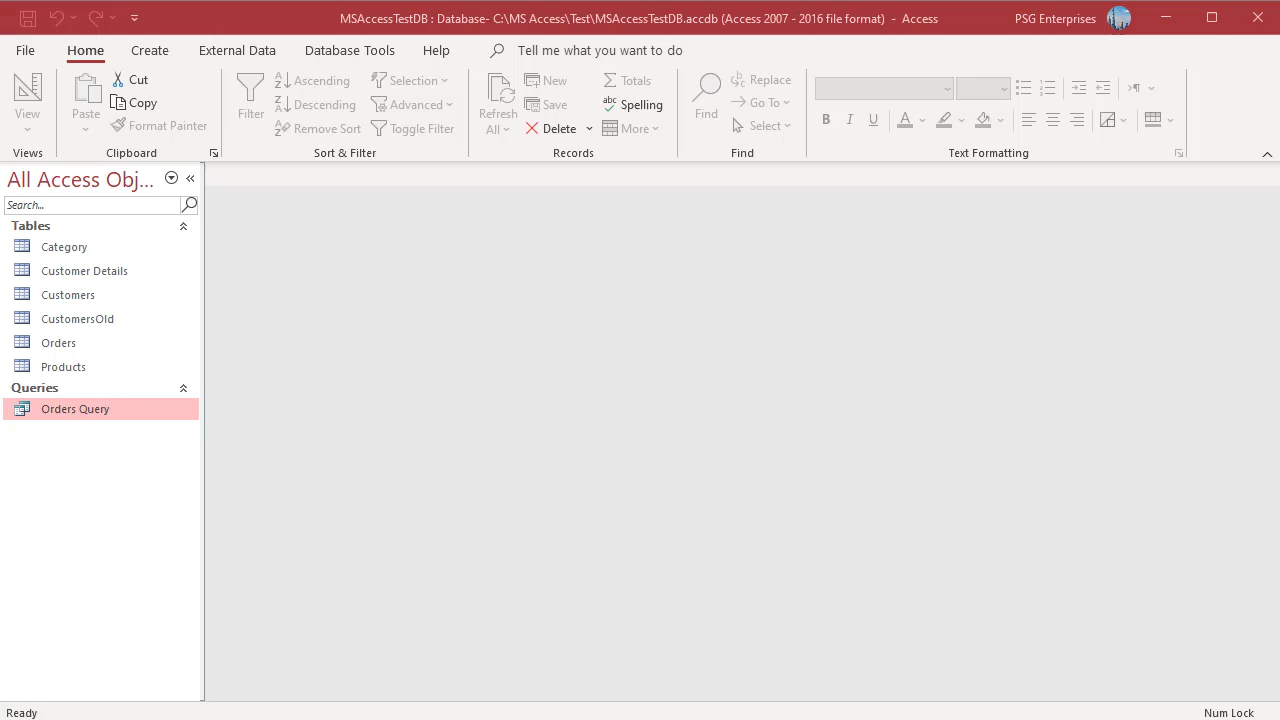 MSAccessTestDB : Database- C:\MS Access\Test\MSAccessTestDB.accdb (Access 2007 - 2016 file format) - Access
PSG Enterprises
File Home Create External Data Database Tools Help Tell me what you want to do
View
Views
Paste
Cut
Copy
Format Painter
Clipboard
Filter
Ascending
Descending
Remove Sort
Selection
Advanced
Toggle Filter
Sort & Filter
Refresh
All
New
Save
Delete
Totals
Spelling
More
Records
Find
Replace
Go To
Select
Find
B I U A
Text Formatting
All Access Obj...
Search...
Tables
Category
Customer Details
Customers
CustomersOld
Orders
Products
Queries
Orders Query
Ready
Num Lock